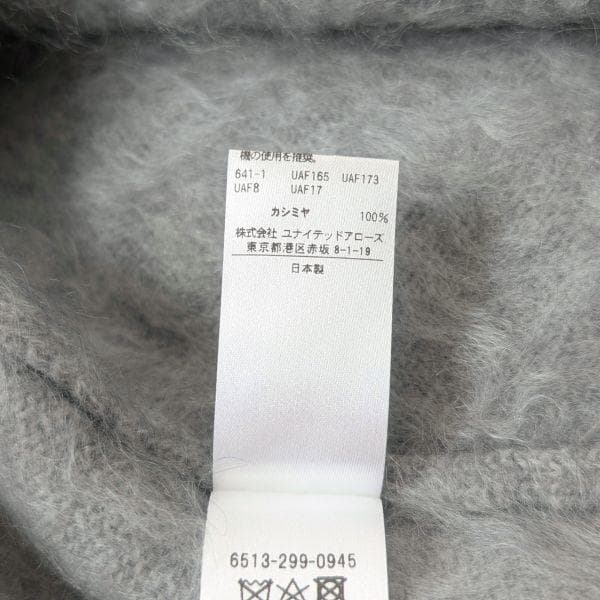 機の使用を推奨。
641-1 UAF165 UAF173
UAF8 UAF17
カシミヤ 100%
株式会社 ユナイテッドアローズ
東京都港区赤坂 8-1-19
日本製
6513-299-0945